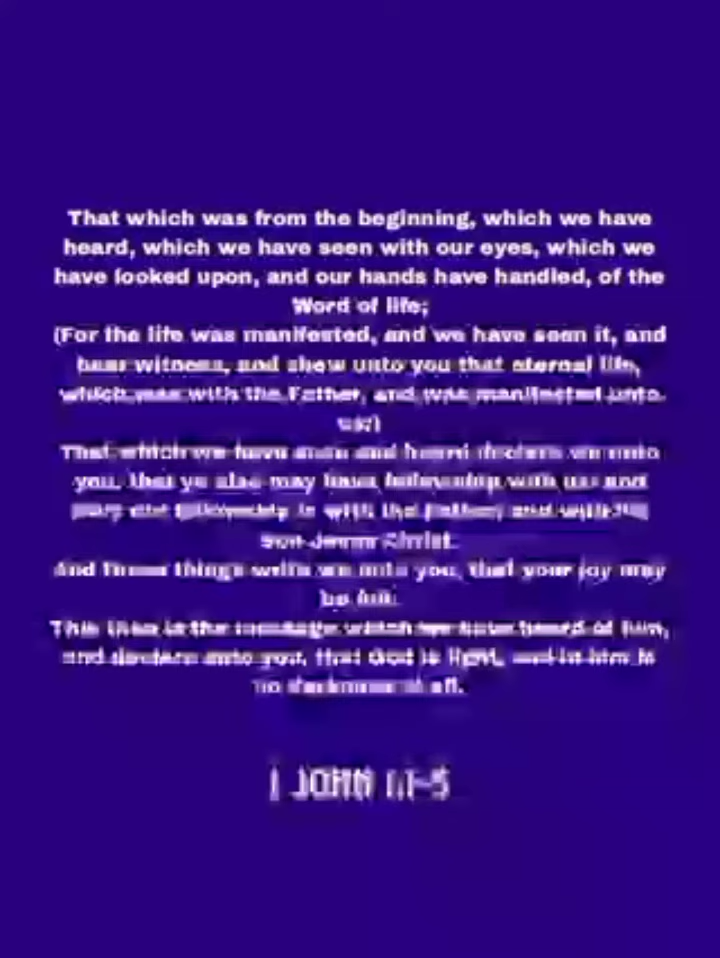 That which was from the beginning, which we have
heard, which we have seen with our eyes, which we
have looked upon, and our hands have handled, of the
Word of life;
(For the life was manifested, and we have seen it, and
bear witness, and shew unto you that eternal life,
which was with the Father, and was manifested unto
us;)
That which we have seen and heard declare we unto
you, that ye also may have fellowship with us: and
our fellowship is with the Father, and with his
Son Jesus Christ.
And these things write we unto you, that your joy may
be full.
This then is the message which we have heard of him,
and declare unto you, that God is light, and in him is
no darkness at all.
1 JOHN 1:1-5